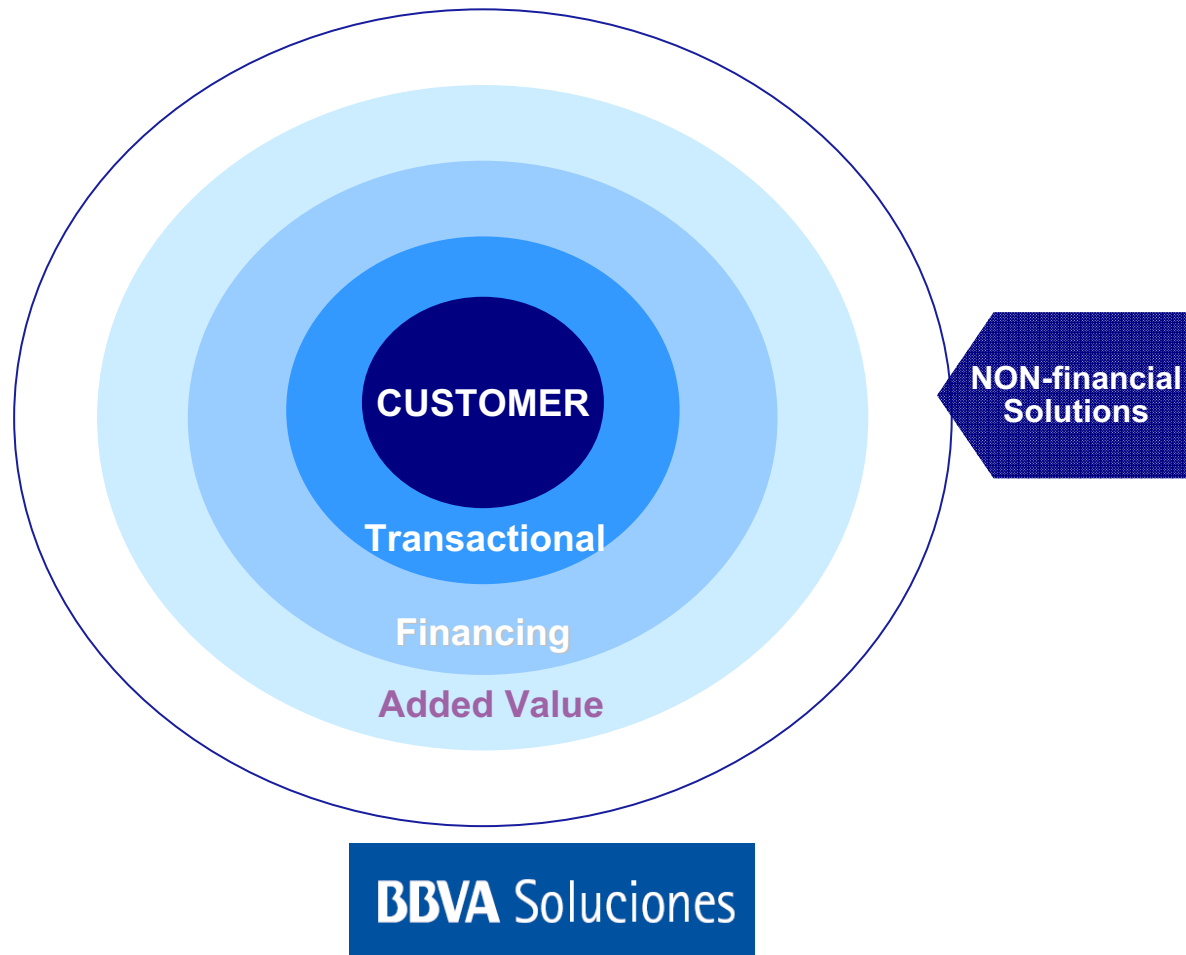 CUSTOMER
NON-financial
Solutions
Transactional
Financing
Added Value
BBVA Soluciones